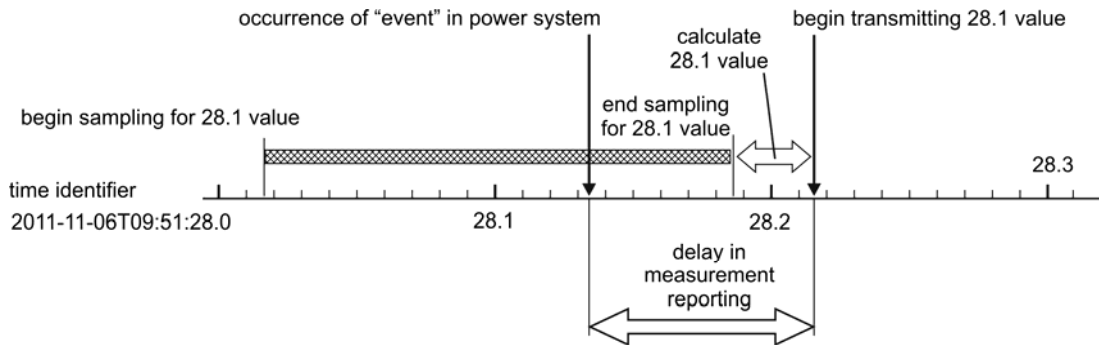 occurrence of “event” in power system
begin transmitting 28.1 value
calculate
28.1 value
begin sampling for 28.1 value
end sampling
for 28.1 value
28.3
time identifier
2011-11-06T09:51:28.0
28.1
28.2
delay in
measurement
reporting